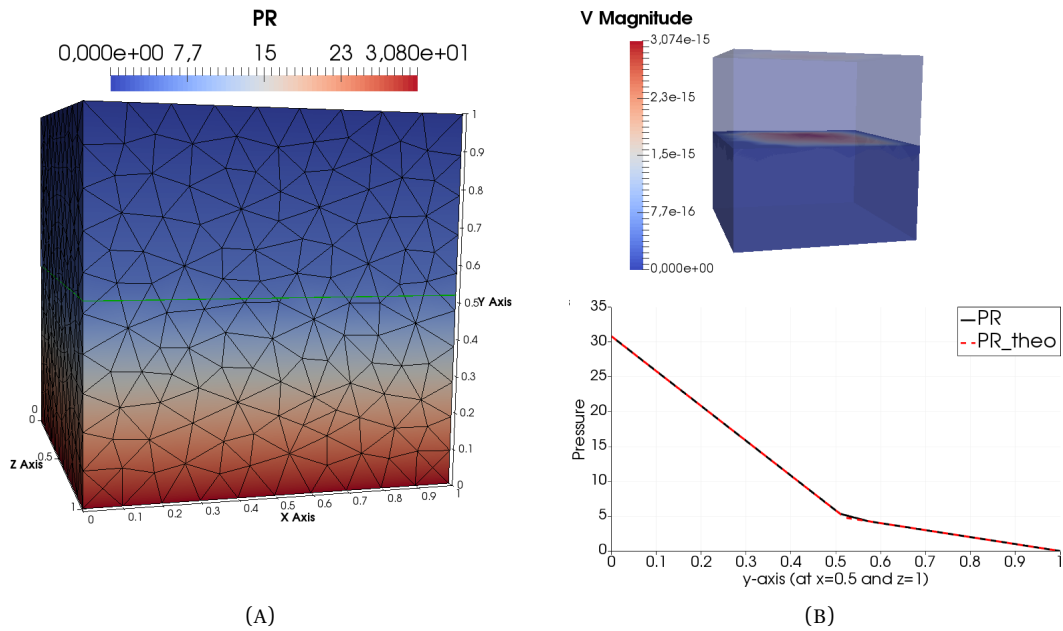 PR
0,000e+00 7,7 15 23 3,080e+01
1
0.9
0.8
0.7
0.6
0.5 Y Axis
0.4
0.3
0.2
0.1
0
0
0
Z Axis
0.5
1
0 0.1 0.2 0.3 0.4 0.5 0.6 0.7 0.8 0.9 1
X Axis
(A)
V Magnitude
3,074e-15
2,3e-15
1,5e-15
7,7e-16
0,000e+00
35
30
25
20
15
10
5
0
Pressure
PR
PR_theo
0 0.1 0.2 0.3 0.4 0.5 0.6 0.7 0.8 0.9 1
y-axis (at x=0.5 and z=1)
(B)